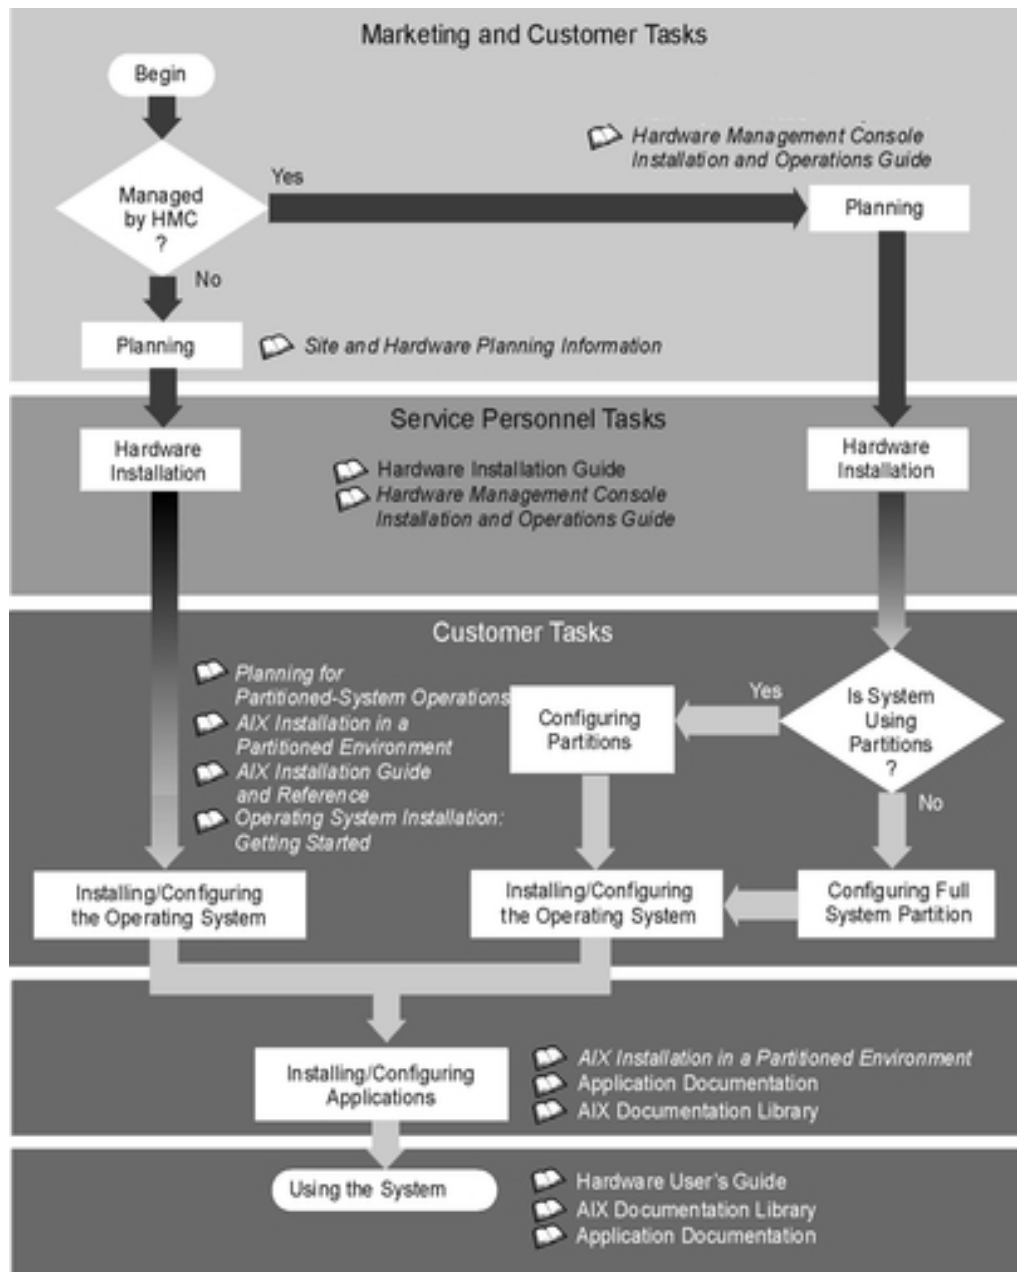 Marketing and Customer Tasks
Begin
Hardware Management Console
Installation and Operations Guide
Yes
Managed
by HMC
?
Planning
No
Planning
Site and Hardware Planning Information
Service Personnel Tasks
Hardware
Installation
Hardware Installation Guide
Hardware Management Console
Installation and Operations Guide
Hardware
Installation
Customer Tasks
Planning for
Partitioned-System Operations
AIX Installation in a
Partitioned Environment
AIX Installation Guide
and Reference
Operating System Installation:
Getting Started
Configuring
Partitions
Yes
Is System
Using
Partitions
?
No
Installing/Configuring
the Operating System
Installing/Configuring
the Operating System
Configuring Full
System Partition
Installing/Configuring
Applications
AIX Installation in a Partitioned Environment
Application Documentation
AIX Documentation Library
Using the System
Hardware User's Guide
AIX Documentation Library
Application Documentation